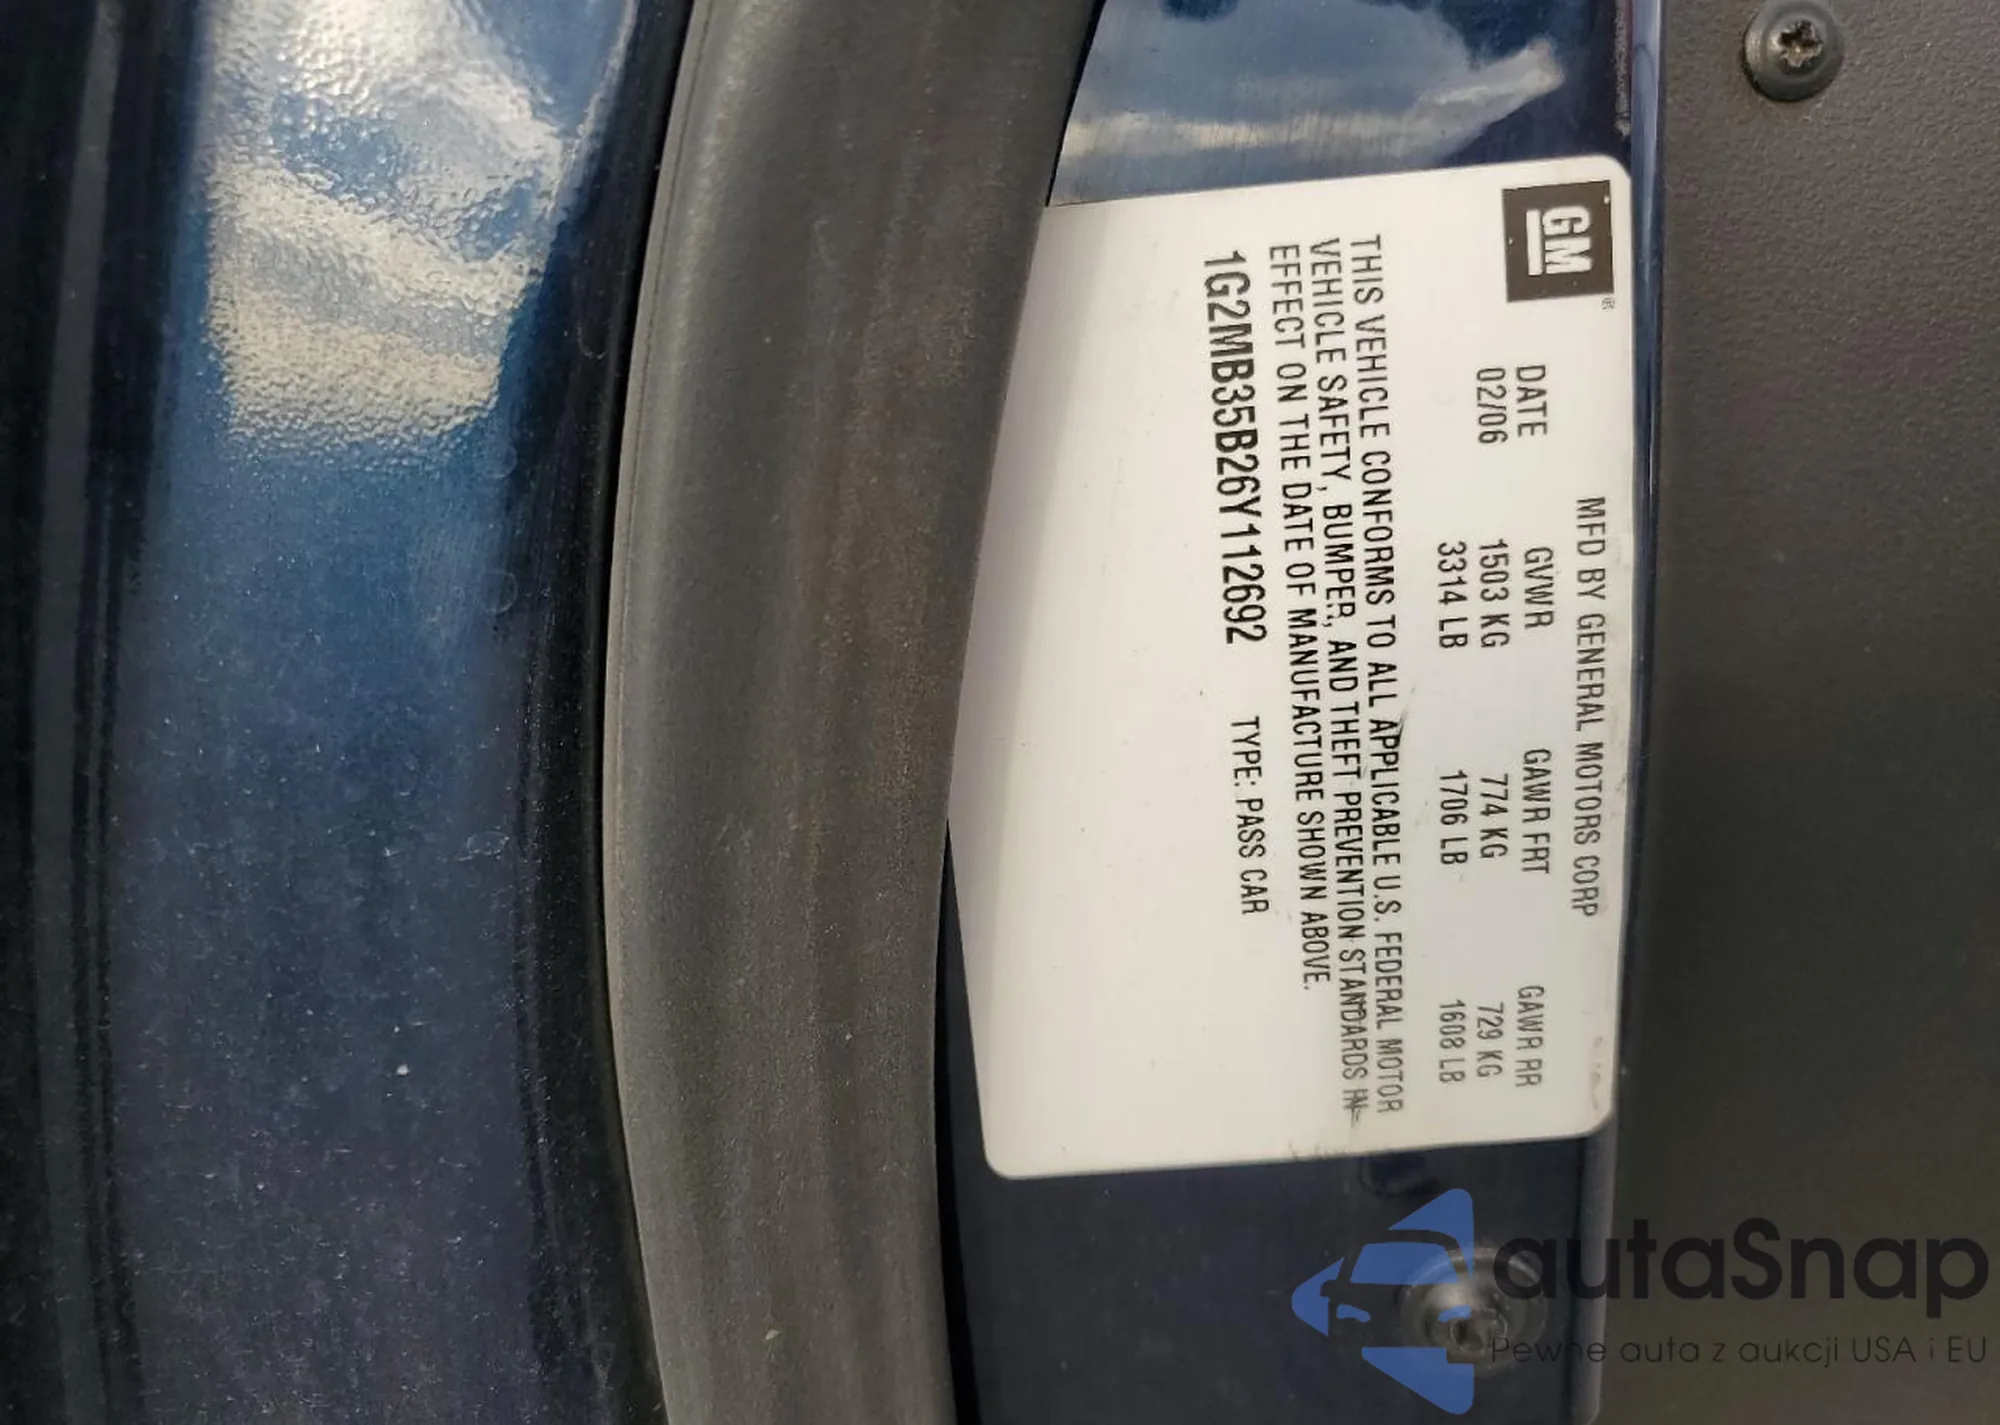 GM
MFD BY GENERAL MOTORS CORP
DATE GVWR GAWR FRT GAWR RR
02/06 1503 KG 774 KG 729 KG
3314 LB 1706 LB 1608 LB
THIS VEHICLE CONFORMS TO ALL APPLICABLE U.S. FEDERAL MOTOR
VEHICLE SAFETY, BUMPER, AND THEFT PREVENTION STANDARDS IN
EFFECT ON THE DATE OF MANUFACTURE SHOWN ABOVE.
1G2MB35B26Y112692 TYPE: PASS CAR
autaSnap
Pewne auta z aukcji USA i EU